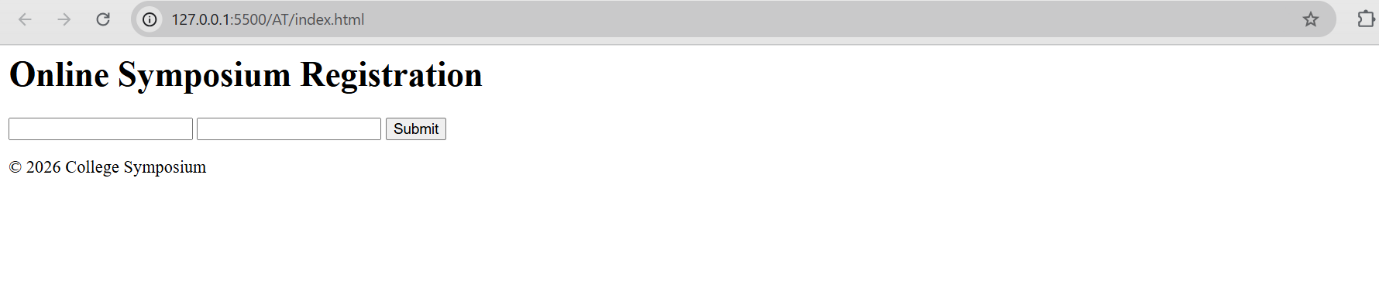 127.0.0.1:5500/AT/index.html
Online Symposium Registration
Submit
© 2026 College Symposium